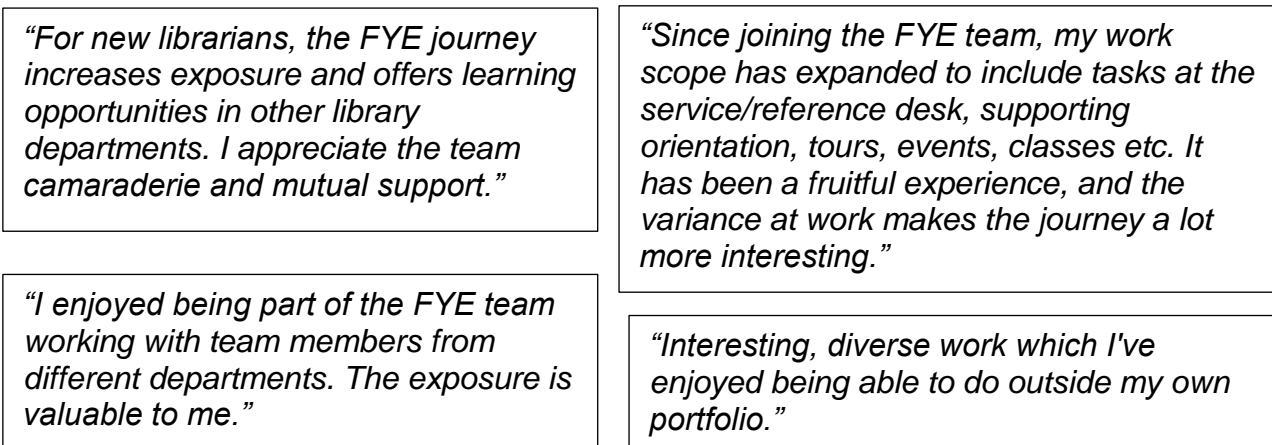 “For new librarians, the FYE journey
increases exposure and offers learning
opportunities in other library
departments. I appreciate the team
camaraderie and mutual support.”
“Since joining the FYE team, my work
scope has expanded to include tasks at the
service/reference desk, supporting
orientation, tours, events, classes etc. It
has been a fruitful experience, and the
variance at work makes the journey a lot
more interesting.”
“I enjoyed being part of the FYE team
working with team members from
different departments. The exposure is
valuable to me.”
“Interesting, diverse work which I've
enjoyed being able to do outside my own
portfolio.”